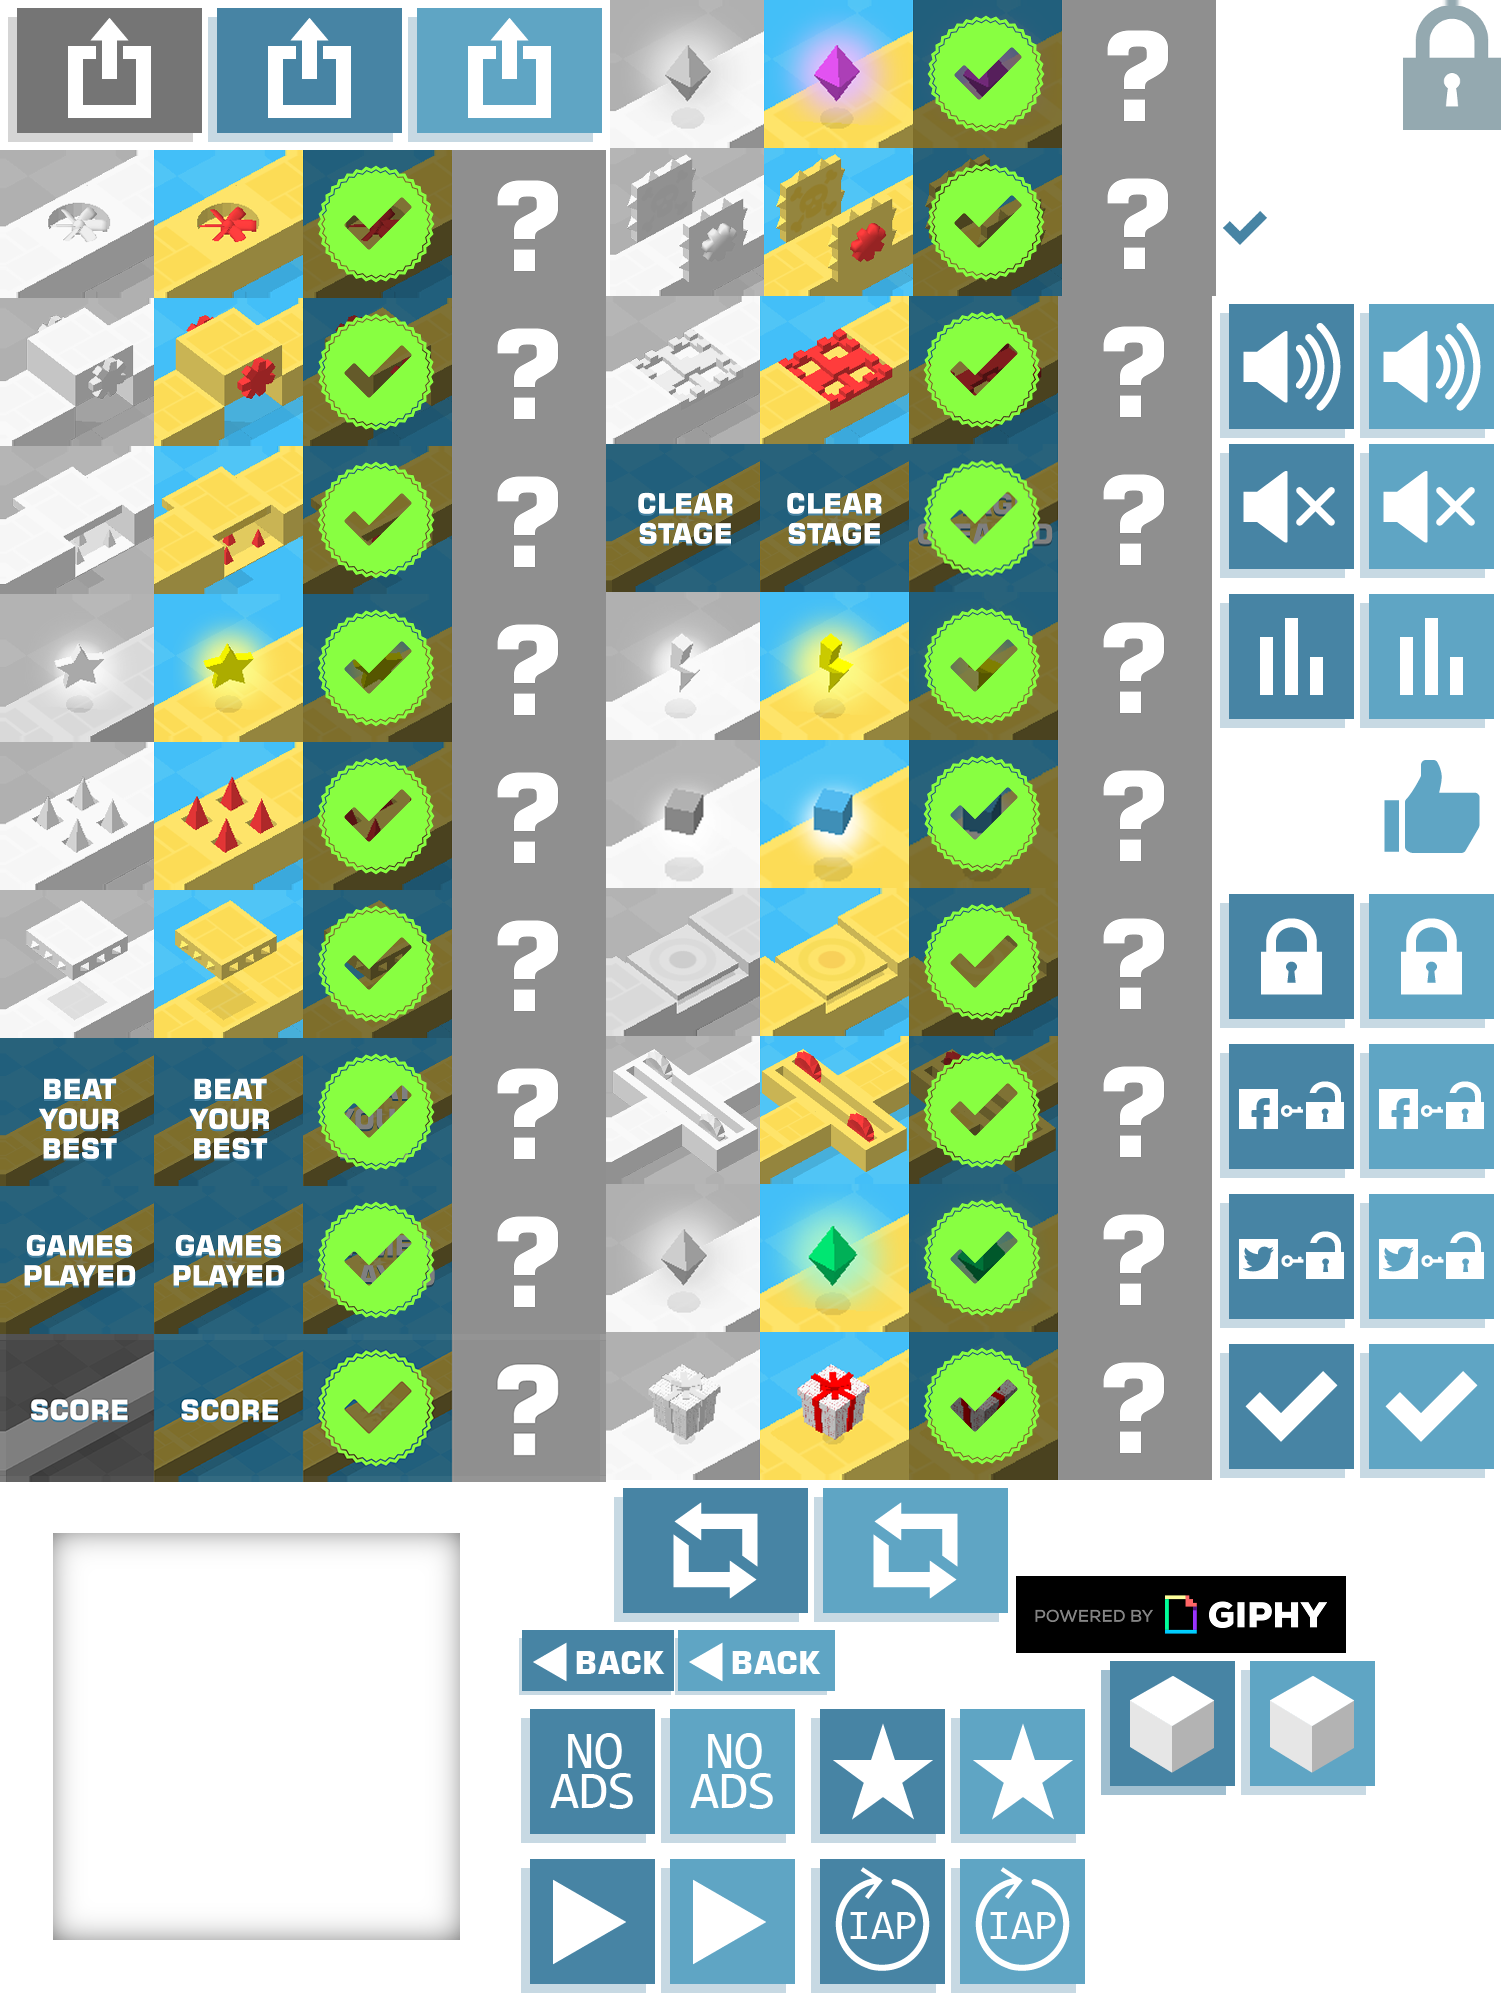 ?
?
?
?
?
?
CLEAR
STAGE
CLEAR
STAGE
?
?
?
?
?
?
?
?
BEAT
YOUR
BEST
BEAT
YOUR
BEST
?
?
GAMES
PLAYED
GAMES
PLAYED
?
?
SCORE
SCORE
?
?
POWERED BY GIPHY
BACK
BACK
NO
ADS
NO
ADS
IAP
IAP